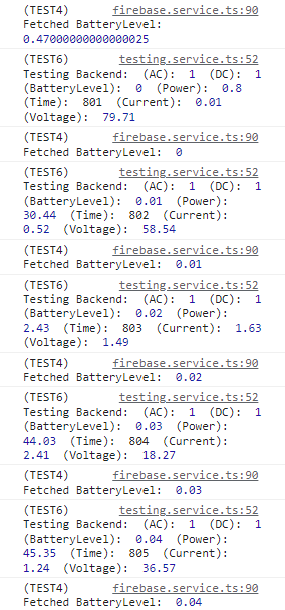 (TEST4) firebase.service.ts:90
Fetched BatteryLevel:
0.47000000000000025
(TEST6) testing.service.ts:52
Testing Backend: (AC): 1 (DC): 1
(BatteryLevel): 0 (Power): 0.8
(Time): 801 (Current): 0.01
(Voltage): 79.71
(TEST4) firebase.service.ts:90
Fetched BatteryLevel: 0
(TEST6) testing.service.ts:52
Testing Backend: (AC): 1 (DC): 1
(BatteryLevel): 0.01 (Power):
30.44 (Time): 802 (Current):
0.52 (Voltage): 58.54
(TEST4) firebase.service.ts:90
Fetched BatteryLevel: 0.01
(TEST6) testing.service.ts:52
Testing Backend: (AC): 1 (DC): 1
(BatteryLevel): 0.02 (Power):
2.43 (Time): 803 (Current): 1.63
(Voltage): 1.49
(TEST4) firebase.service.ts:90
Fetched BatteryLevel: 0.02
(TEST6) testing.service.ts:52
Testing Backend: (AC): 1 (DC): 1
(BatteryLevel): 0.03 (Power):
44.03 (Time): 804 (Current):
2.41 (Voltage): 18.27
(TEST4) firebase.service.ts:90
Fetched BatteryLevel: 0.03
(TEST6) testing.service.ts:52
Testing Backend: (AC): 1 (DC): 1
(BatteryLevel): 0.04 (Power):
45.35 (Time): 805 (Current):
1.24 (Voltage): 36.57
(TEST4) firebase.service.ts:90
Fetched BatteryLevel: 0.04